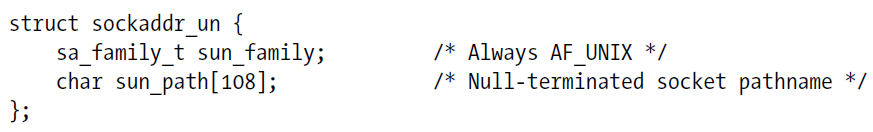 struct sockaddr_un {
    sa_family_t sun_family;         /* Always AF_UNIX */
    char sun_path[108];             /* Null-terminated socket pathname */
};